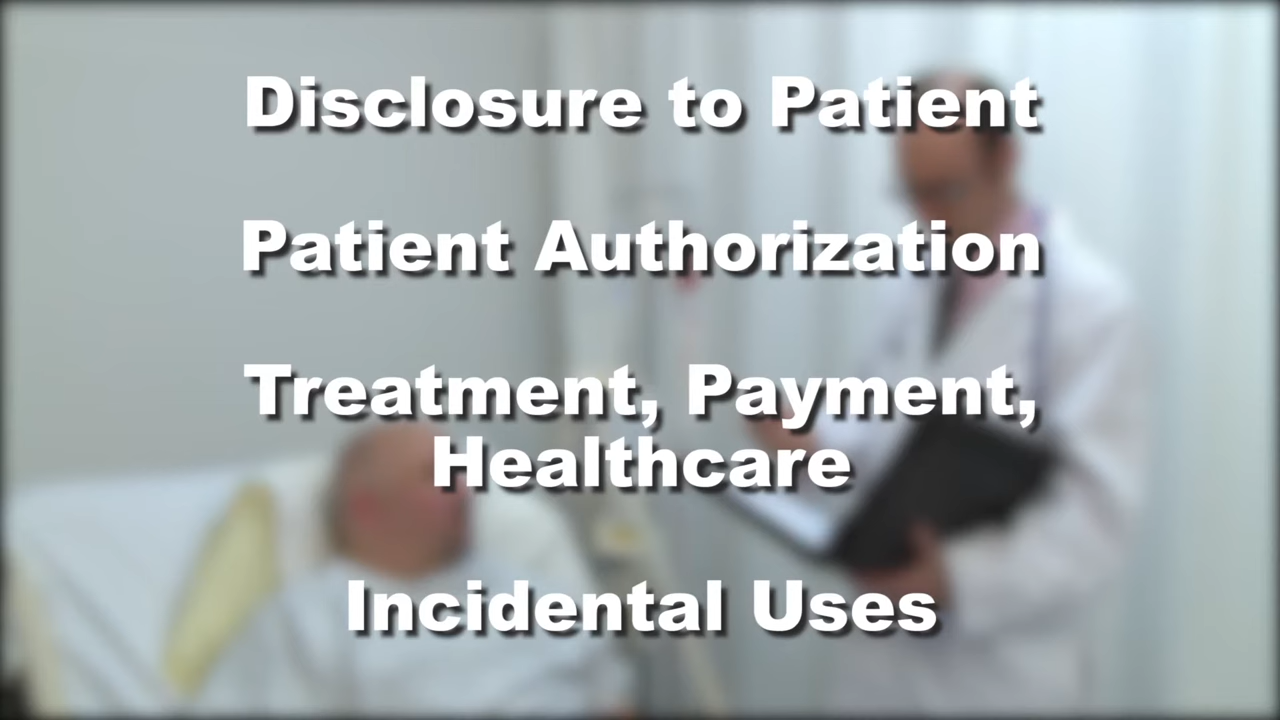 Disclosure to Patient
Patient Authorization
Treatment, Payment,
Healthcare
Incidental Uses